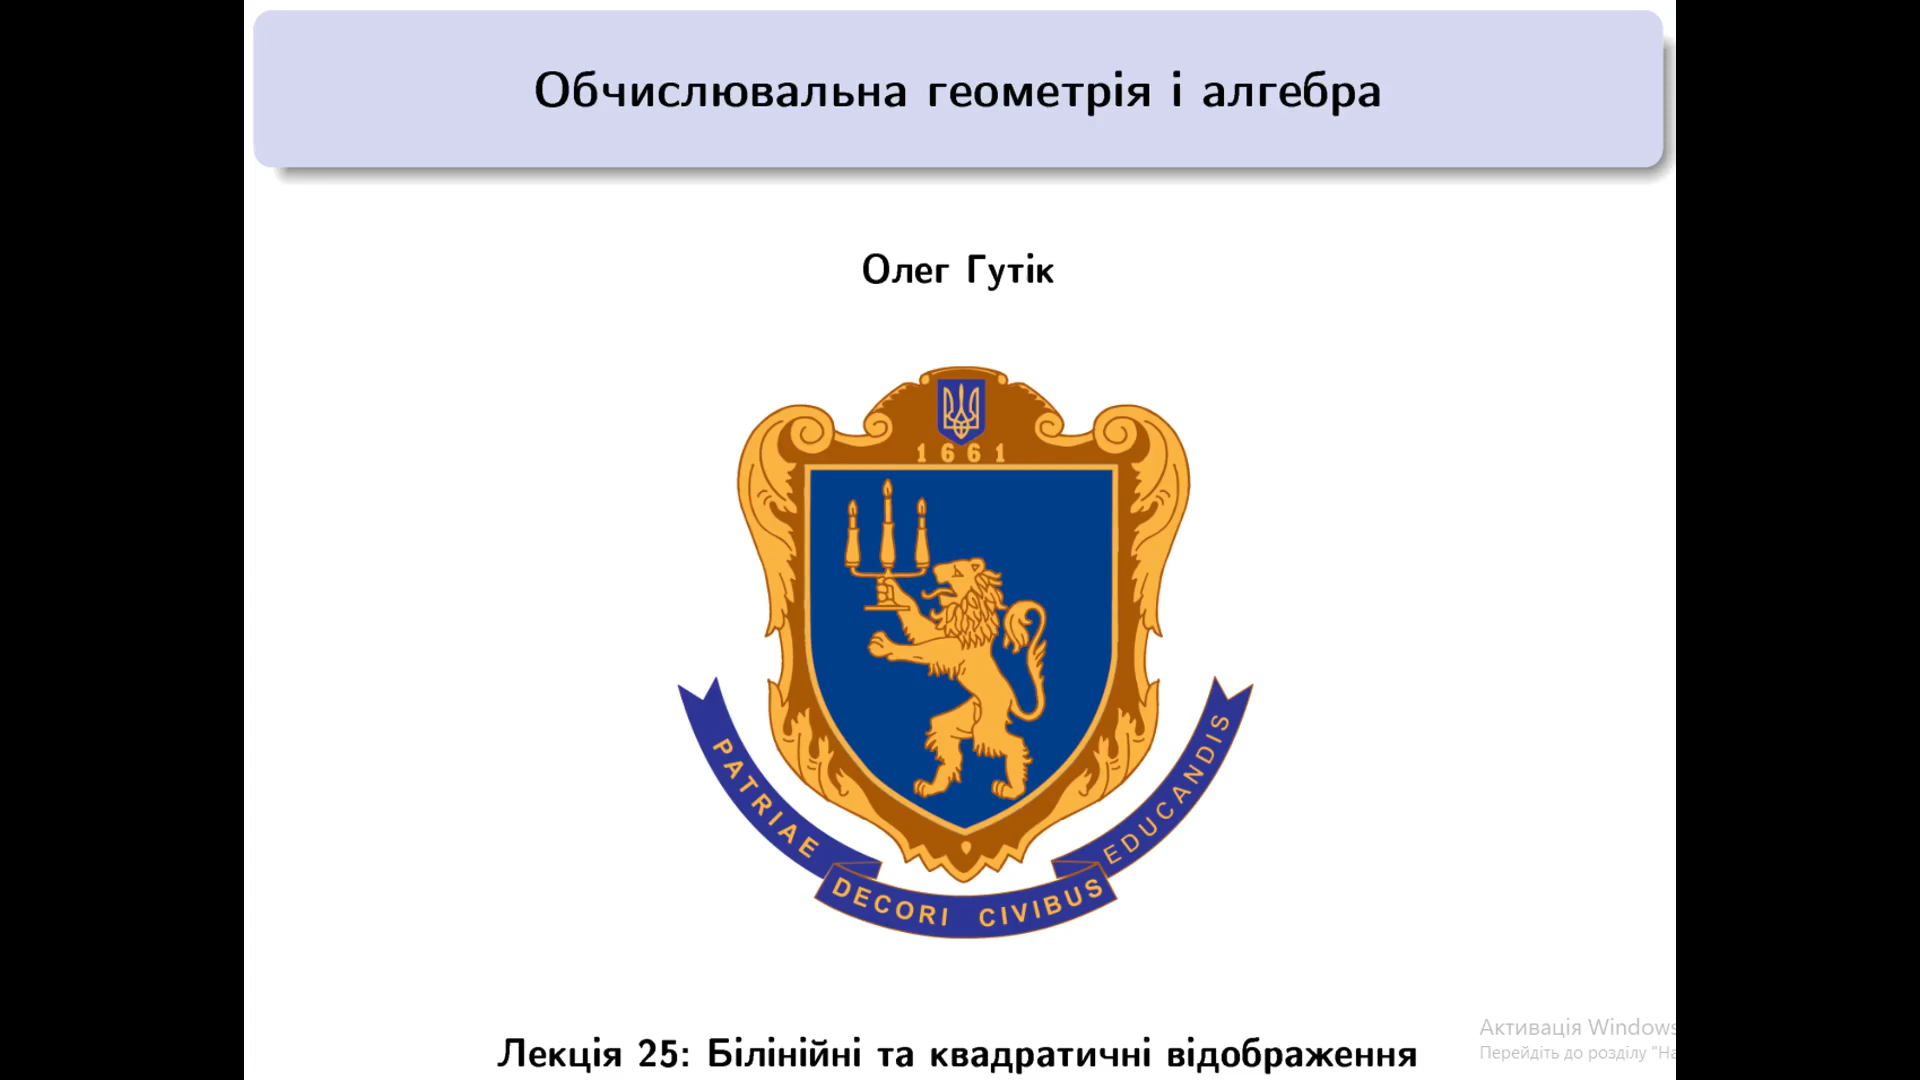 Обчислювальна геометрія і алгебра
Олег Гутік
1661
PATRIAE DECORI CIVIBUS EDUCANDIS
Лекція 25: Білінійні та квадратичні відображення
Активація Windows
Перейдіть до розділу "На